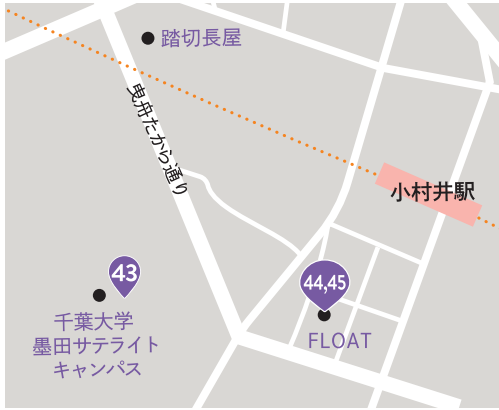 踏切長屋
曳舟たから通り
小村井駅
43
44,45
千葉大学
墨田サテライト
キャンパス
FLOAT